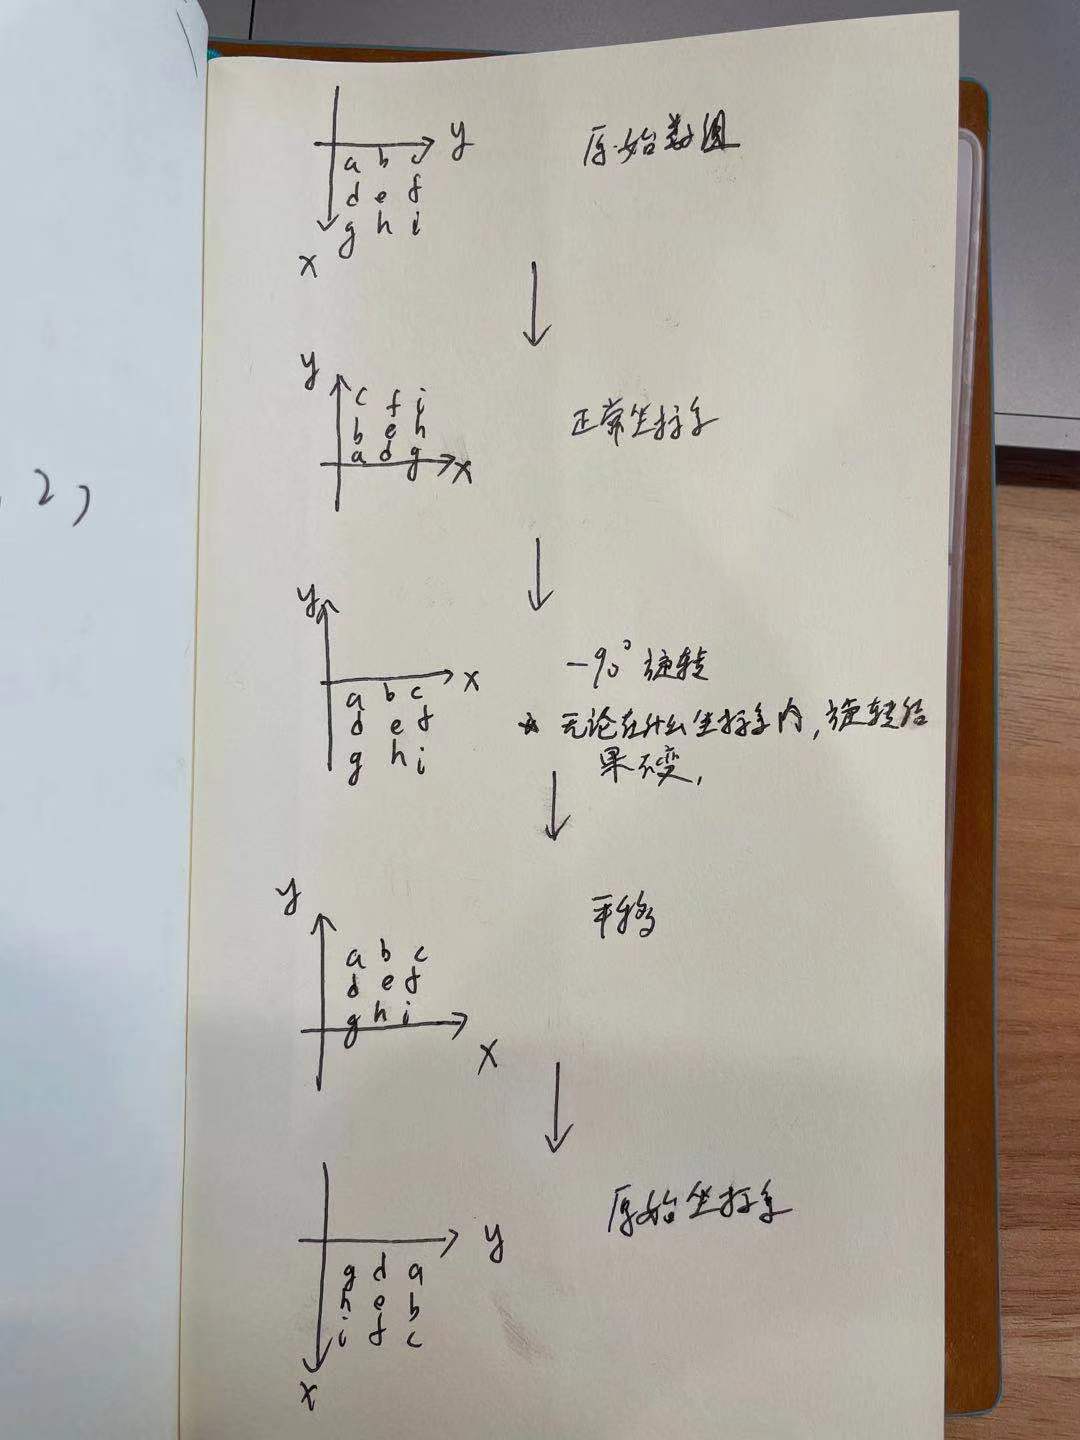 2)
y
原始数组
a b c
d e f
g h i
x
y
c f i
b e h
a d g
x
正常坐标系
y
x
-90° 旋转
a b c
d e f
g h i
☆ 无论在什么坐标系内,旋转结
果不变,
y
平移
a b c
d e f
g h i
x
原始坐标系
y
g d a
h e b
i f c
x